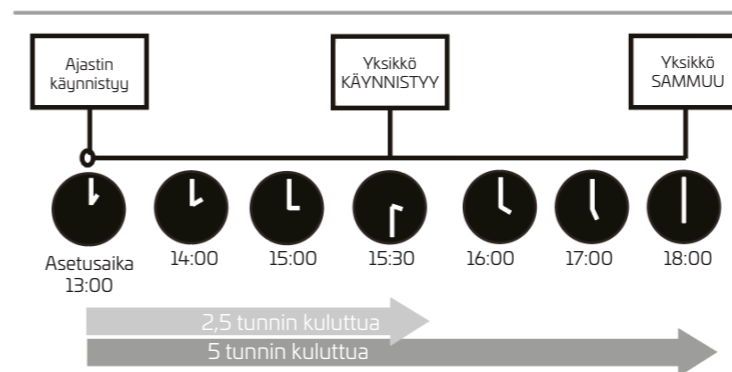 Ajastin
käynnistyy
Yksikkö
KÄYNNISTYY
Yksikkö
SAMMUU
Asetusaika
13:00
14:00
15:00
15:30
16:00
17:00
18:00
2,5 tunnin kuluttua
5 tunnin kuluttua